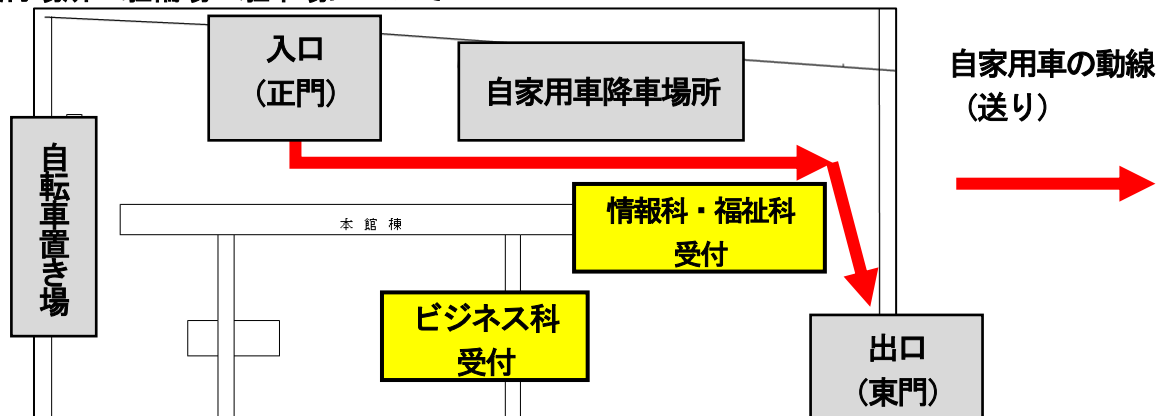 入口
（正門）
自家用車降車場所
自家用車の動線
（送り）
自転車置き場
本館棟
情報科・福祉科
受付
ビジネス科
受付
出口
（東門）